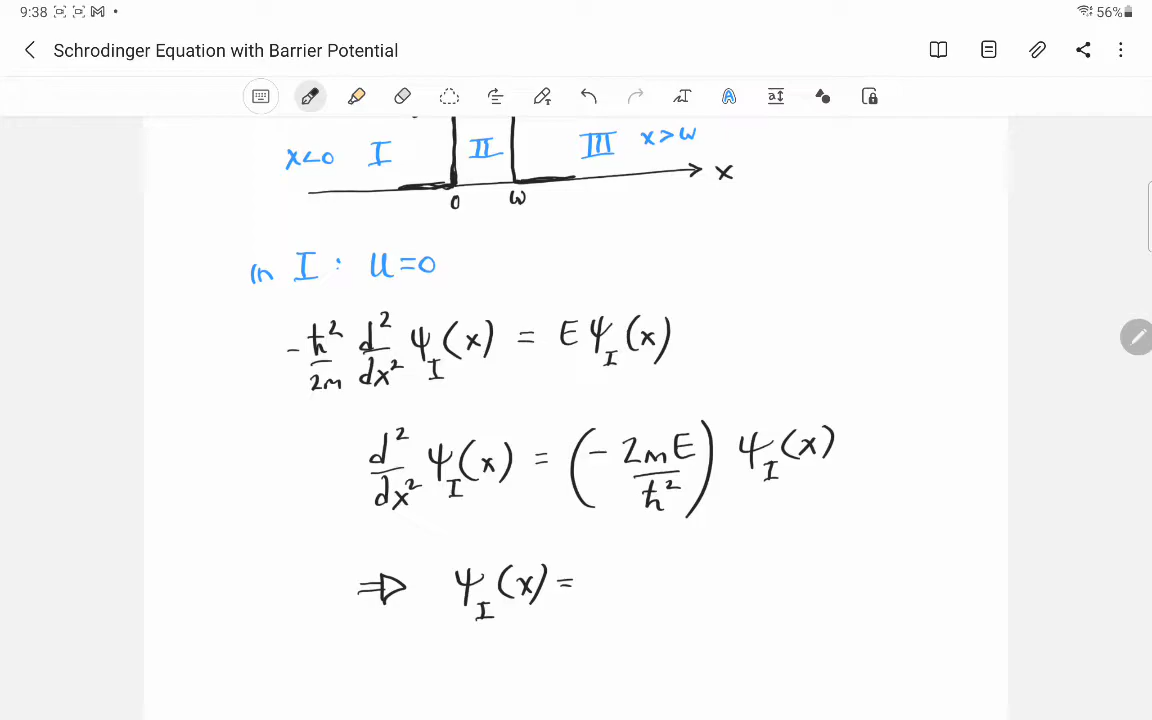 9:38 56%
Schrodinger Equation with Barrier Potential
x<0 I II III x>w
x
0 w
In I : U=0
-ħ²/2m d²/dx² ψ_I(x) = E ψ_I(x)
d²/dx² ψ_I(x) = (-2mE/ħ²) ψ_I(x)
⇒ ψ_I(x) =